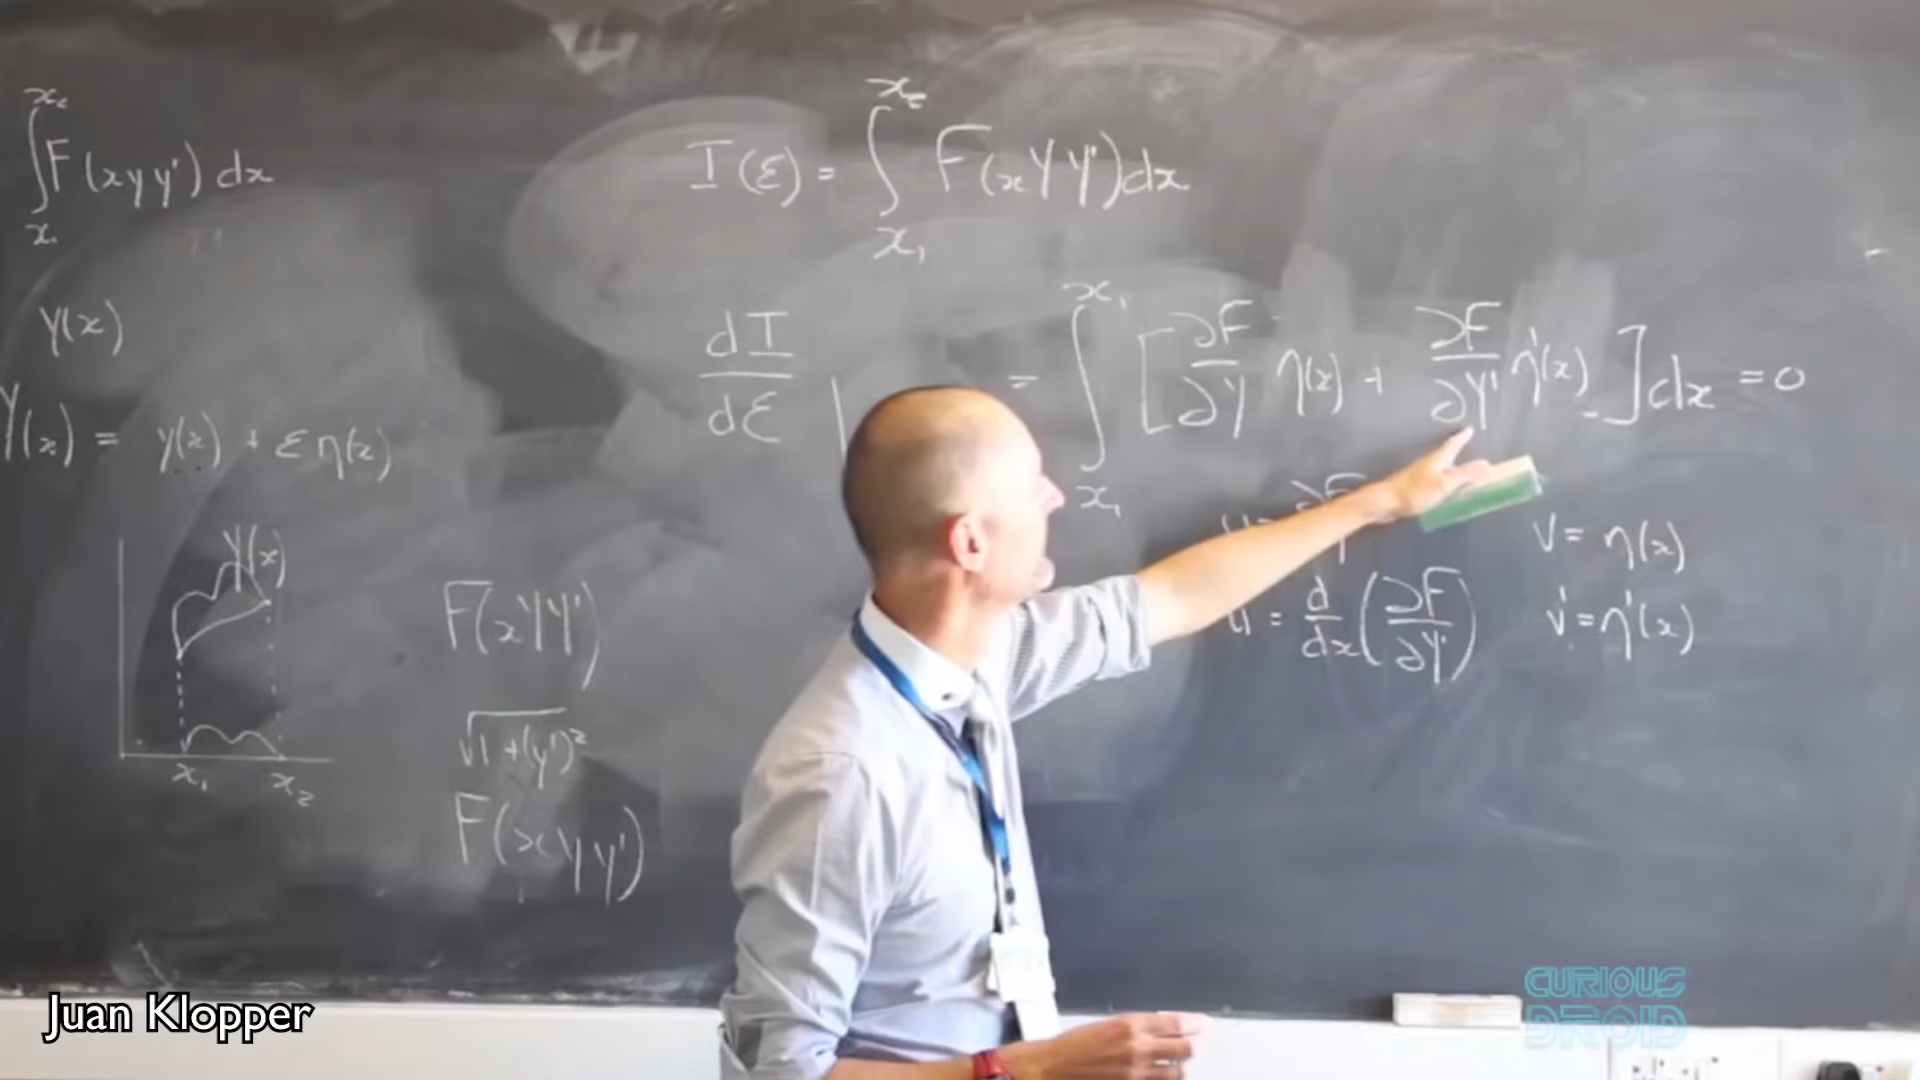 ∫_{x₁}^{x₂} F(x y y') dx
y(x)
Y(x) = y(x) + ε η(x)
Y(x)
x₁ x₂
F(x Y Y')
√1+(y')²
F(x y y')
I(ε) = ∫_{x₁}^{x₂} F(x Y Y') dx
dI/dε | = ∫_{x₁}^{x₁} [∂F/∂Y η(x) + ∂F/∂Y' η'(x)] dx = 0
v = η(x)
u' = d/dx (∂F/∂Y') v' = η'(x)
Juan Klopper
CURIOUS
DROID